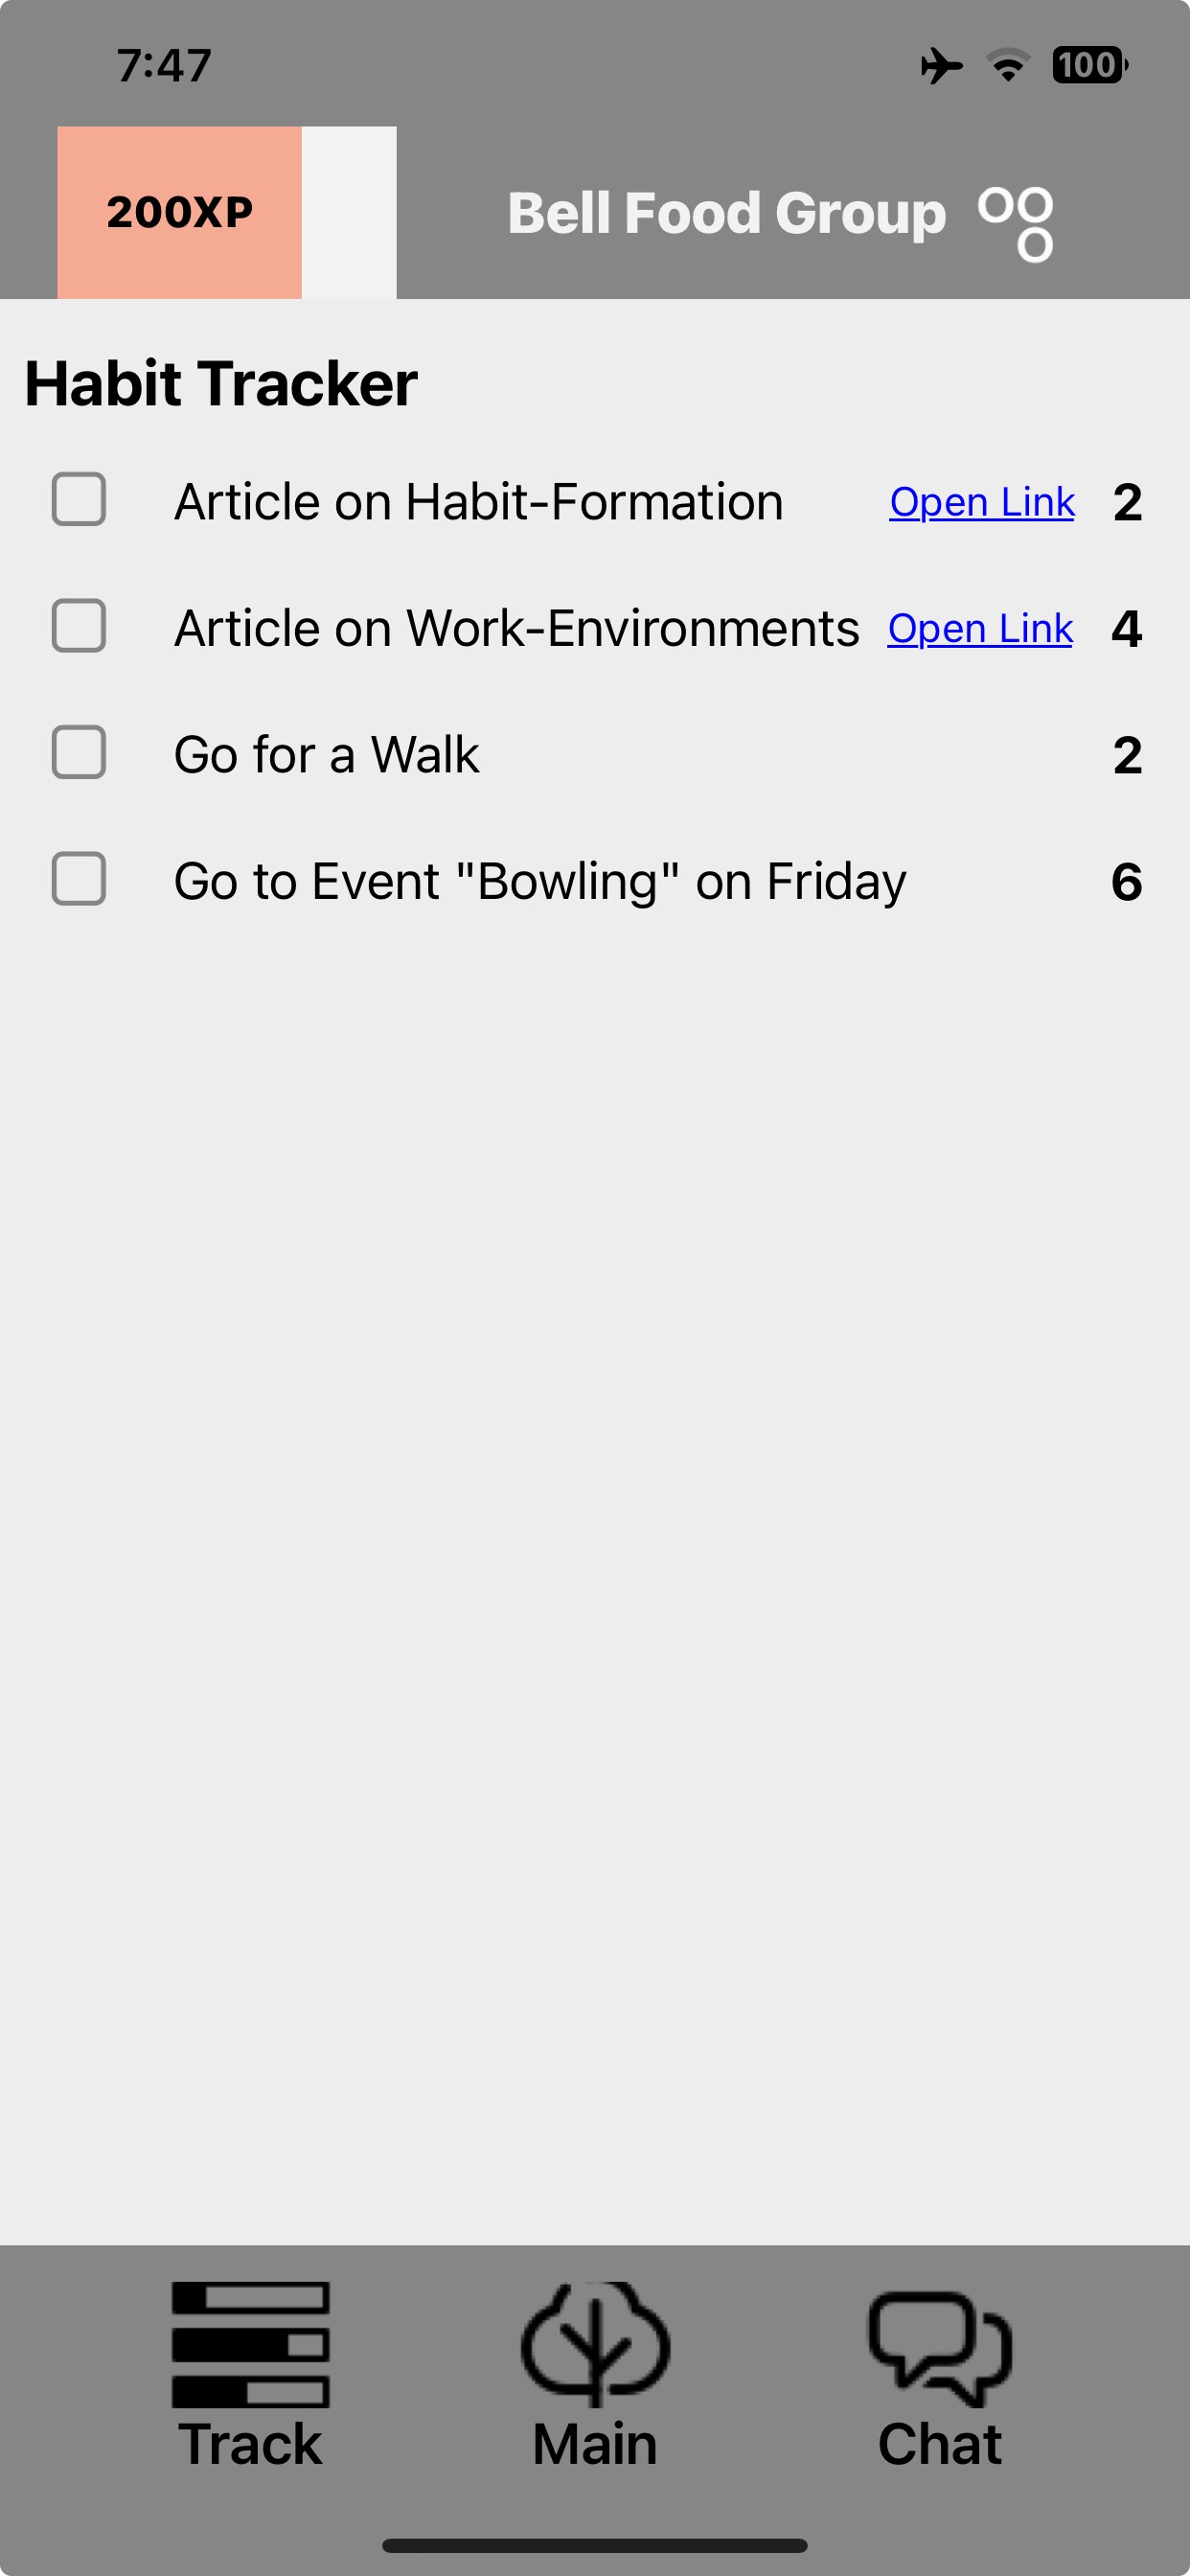 7:47 100
200XP Bell Food Group
Habit Tracker
Article on Habit-Formation Open Link 2
Article on Work-Environments Open Link 4
Go for a Walk 2
Go to Event "Bowling" on Friday 6
Track Main Chat